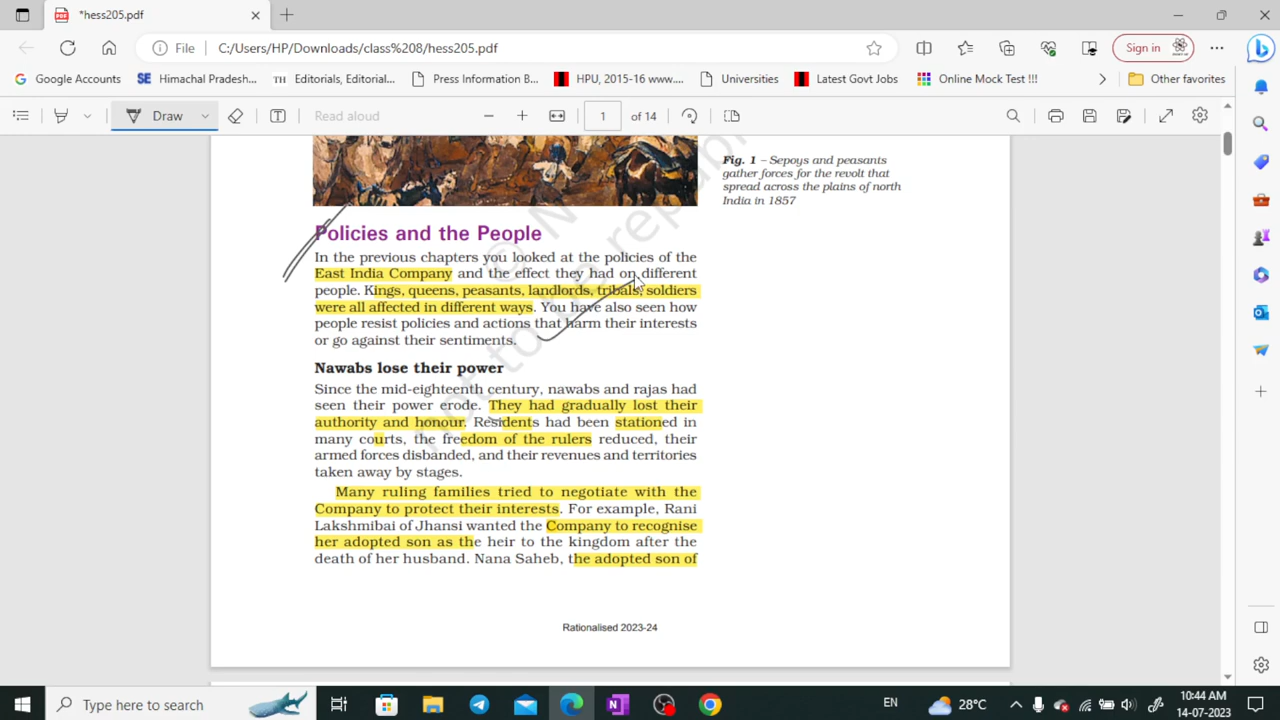 *hess205.pdf
File C:/Users/HP/Downloads/class%208/hess205.pdf
Sign in
Google Accounts Himachal Pradesh... Editorials, Editorial... Press Information B... HPU, 2015-16 www.... Universities Latest Govt Jobs Online Mock Test !!! Other favorites
Draw Read aloud 1 of 14
Fig. 1 – Sepoys and peasants
gather forces for the revolt that
spread across the plains of north
India in 1857
Policies and the People
In the previous chapters you looked at the policies of the
East India Company and the effect they had on different
people. Kings, queens, peasants, landlords, tribals, soldiers
were all affected in different ways. You have also seen how
people resist policies and actions that harm their interests
or go against their sentiments.
Nawabs lose their power
Since the mid-eighteenth century, nawabs and rajas had
seen their power erode. They had gradually lost their
authority and honour. Residents had been stationed in
many courts, the freedom of the rulers reduced, their
armed forces disbanded, and their revenues and territories
taken away by stages.
Many ruling families tried to negotiate with the
Company to protect their interests. For example, Rani
Lakshmibai of Jhansi wanted the Company to recognise
her adopted son as the heir to the kingdom after the
death of her husband. Nana Saheb, the adopted son of
Rationalised 2023-24
Type here to search
EN 28°C 10:44 AM
14-07-2023